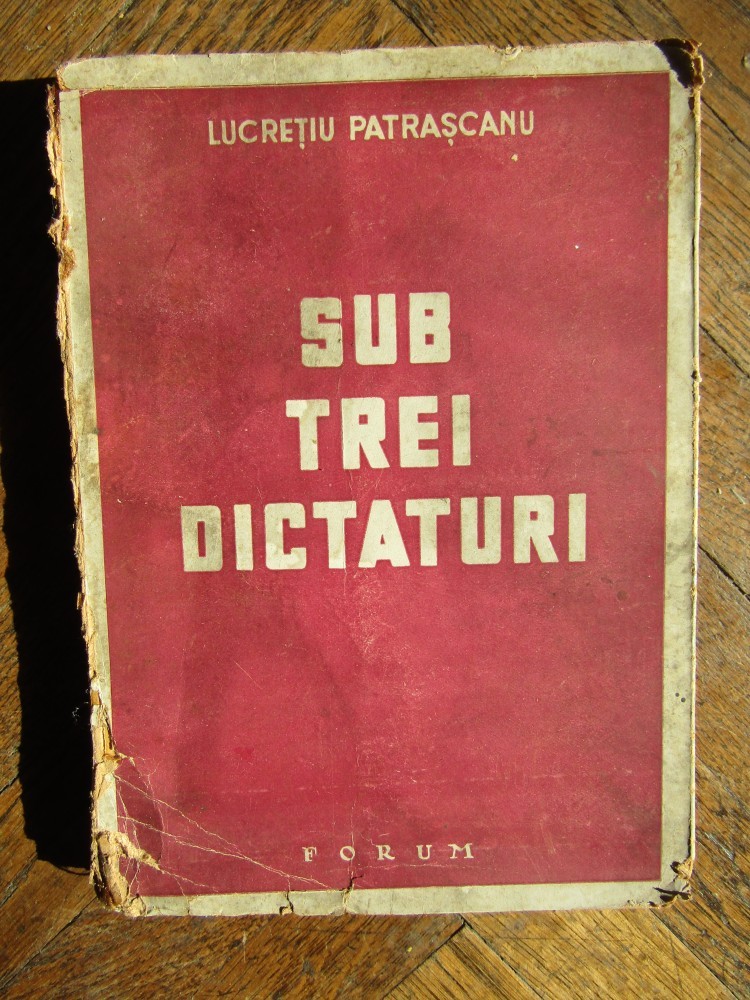 LUCREȚIU PATRAȘCANU
SUB
TREI
DICTATURI
FORUM